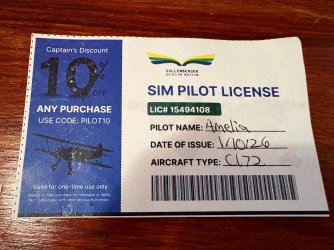 Captain's Discount
10%
OFF
ANY PURCHASE
USE CODE: PILOT10
Valid for one-time use only
SULLENBERGER
AVIATION MUSEUM
SIM PILOT LICENSE
LIC# 15494108
PILOT NAME: Amelia
DATE OF ISSUE: 1/10/26
AIRCRAFT TYPE: C172